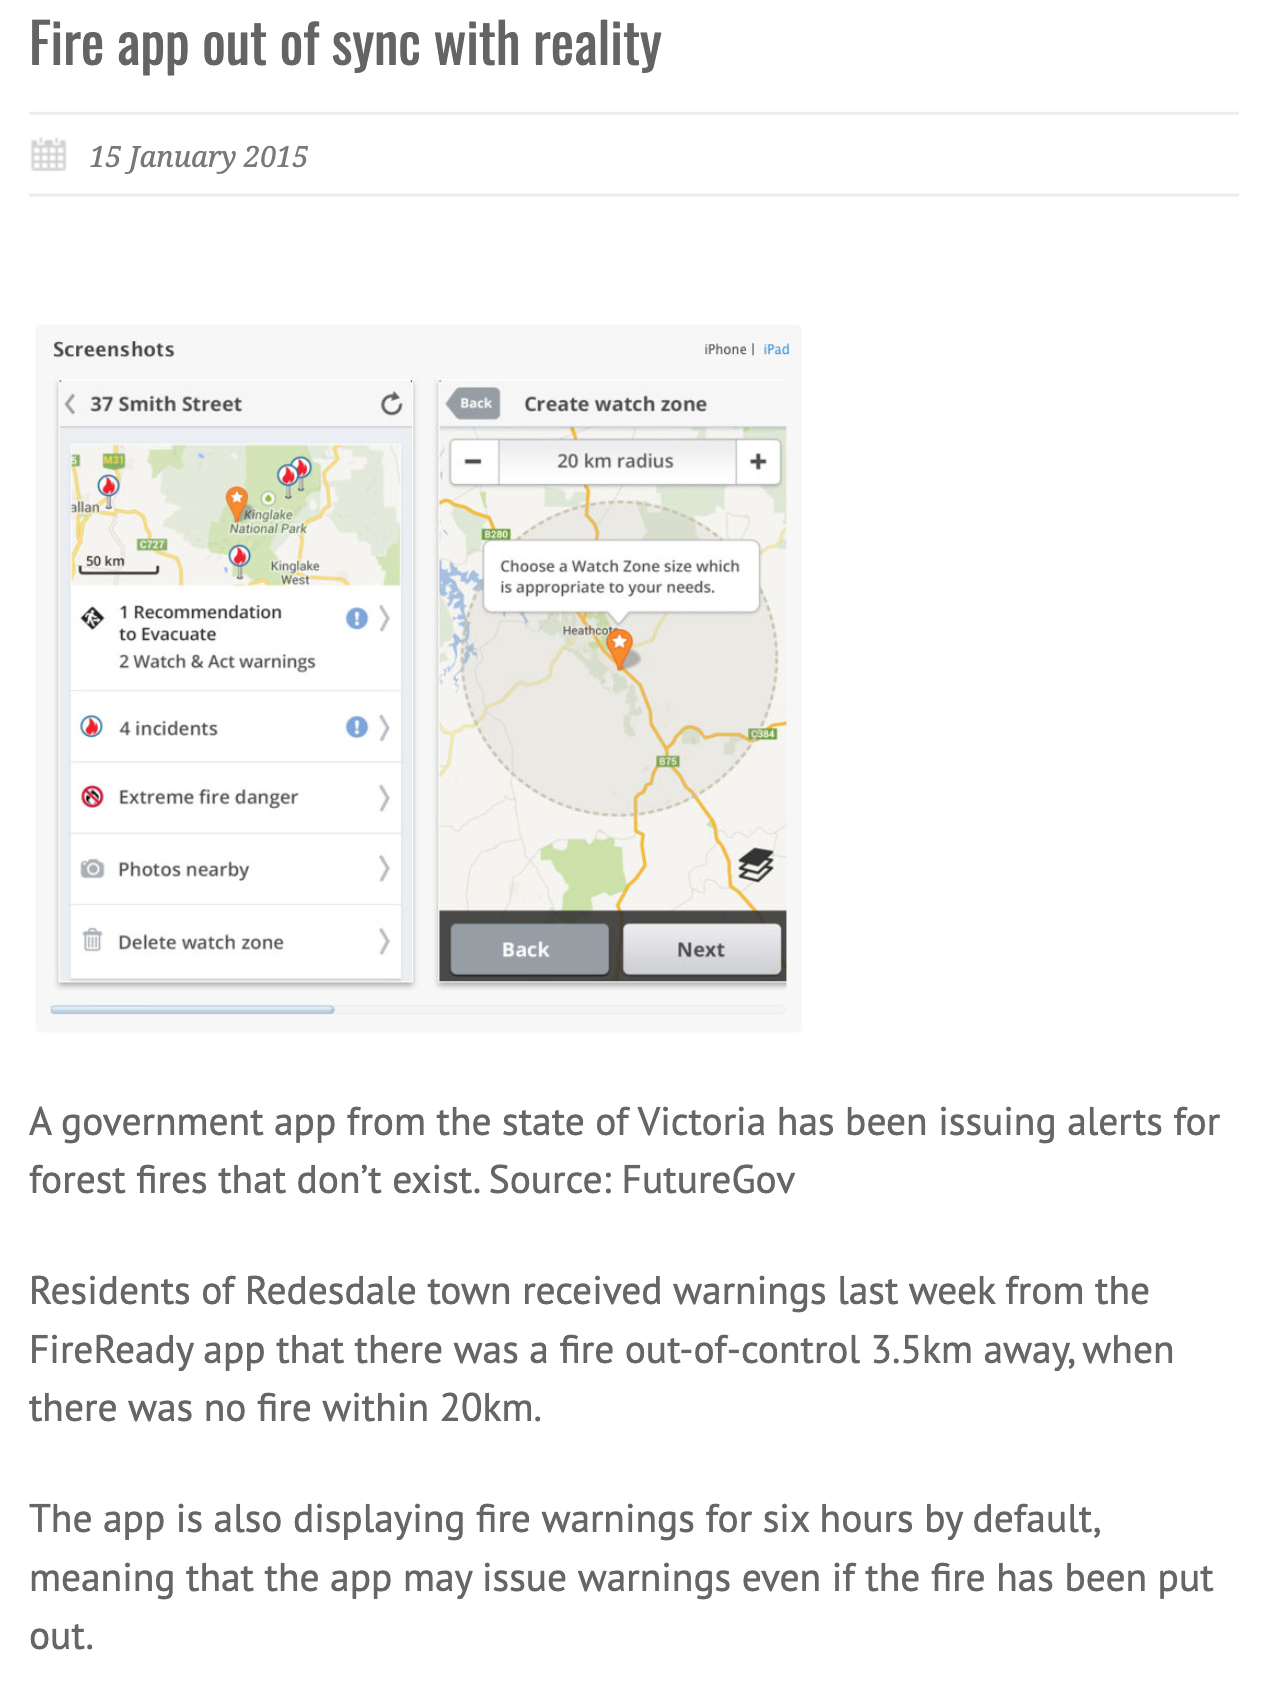 Fire app out of sync with reality
15 January 2015
Screenshots
iPhone | iPad
37 Smith Street
M31
allan
Kinglake
National Park
C727
50 km
Kinglake
West
1 Recommendation
to Evacuate
2 Watch & Act warnings
4 incidents
Extreme fire danger
Photos nearby
Delete watch zone
Back
Create watch zone
− 20 km radius +
B280
Choose a Watch Zone size which
is appropriate to your needs.
Heathcot
C384
B75
Back
Next
A government app from the state of Victoria has been issuing alerts for
forest fires that don’t exist. Source: FutureGov
Residents of Redesdale town received warnings last week from the
FireReady app that there was a fire out-of-control 3.5km away, when
there was no fire within 20km.
The app is also displaying fire warnings for six hours by default,
meaning that the app may issue warnings even if the fire has been put
out.